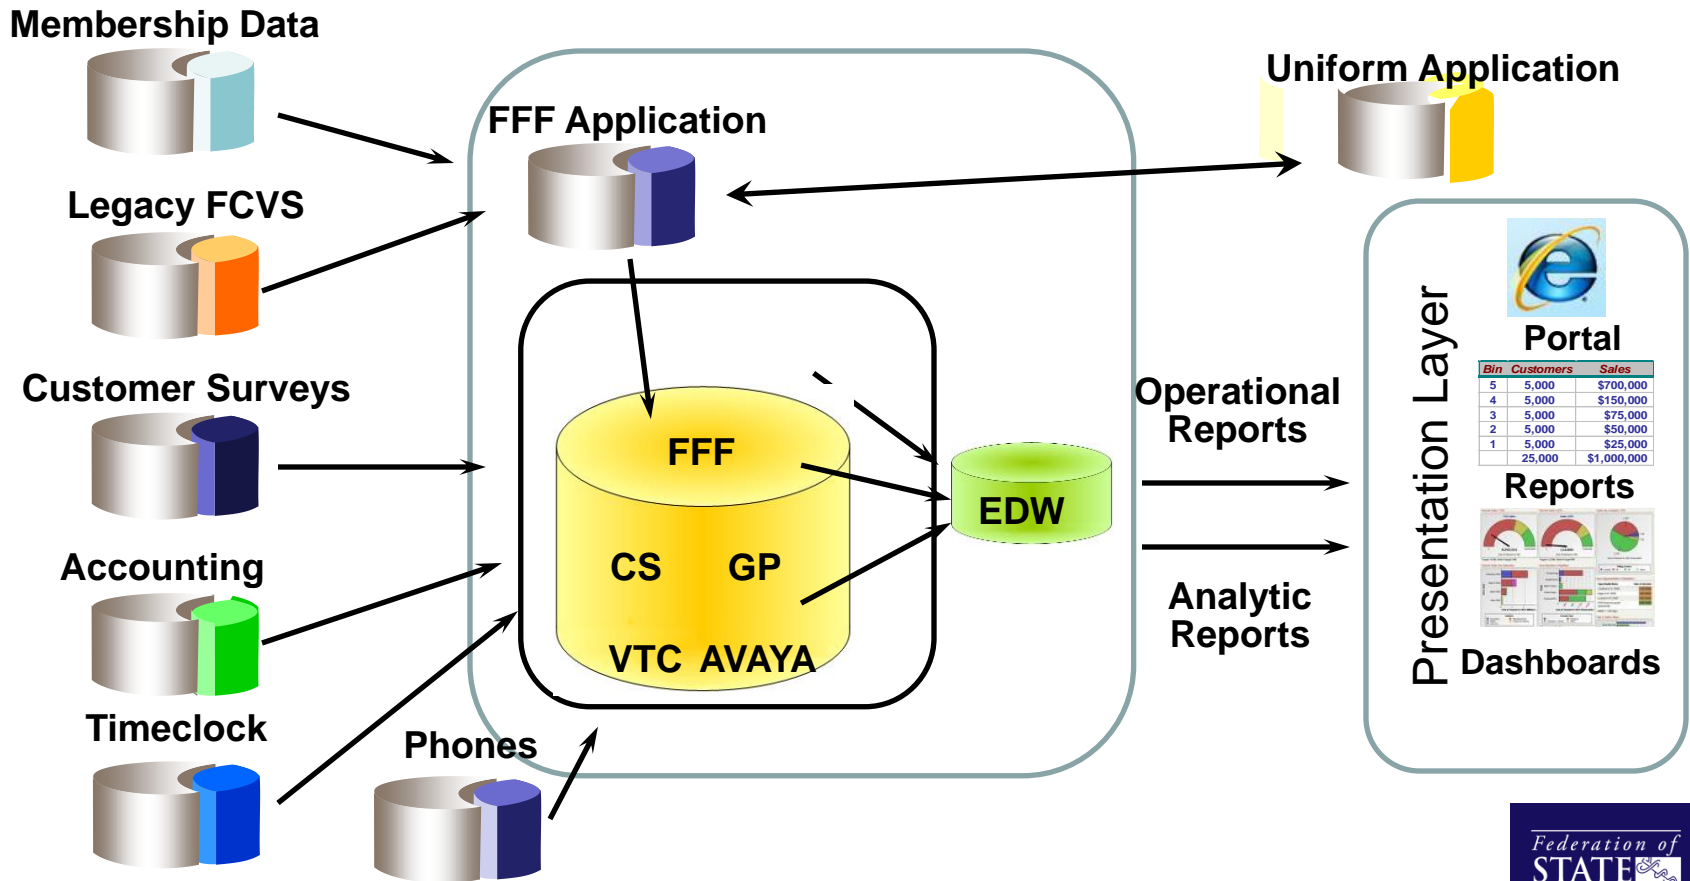 Membership Data
Uniform Application
FFF Application
Legacy FCVS
Customer Surveys
Accounting
Timeclock
Phones
FFF
CS GP
VTC AVAYA
EDW
Operational
Reports
Analytic
Reports
Presentation Layer
Portal
Bin Customers Sales
5 5,000 $700,000
4 5,000 $150,000
3 5,000 $75,000
2 5,000 $50,000
1 5,000 $25,000
25,000 $1,000,000
Reports
Dashboards
Federation of
STATE